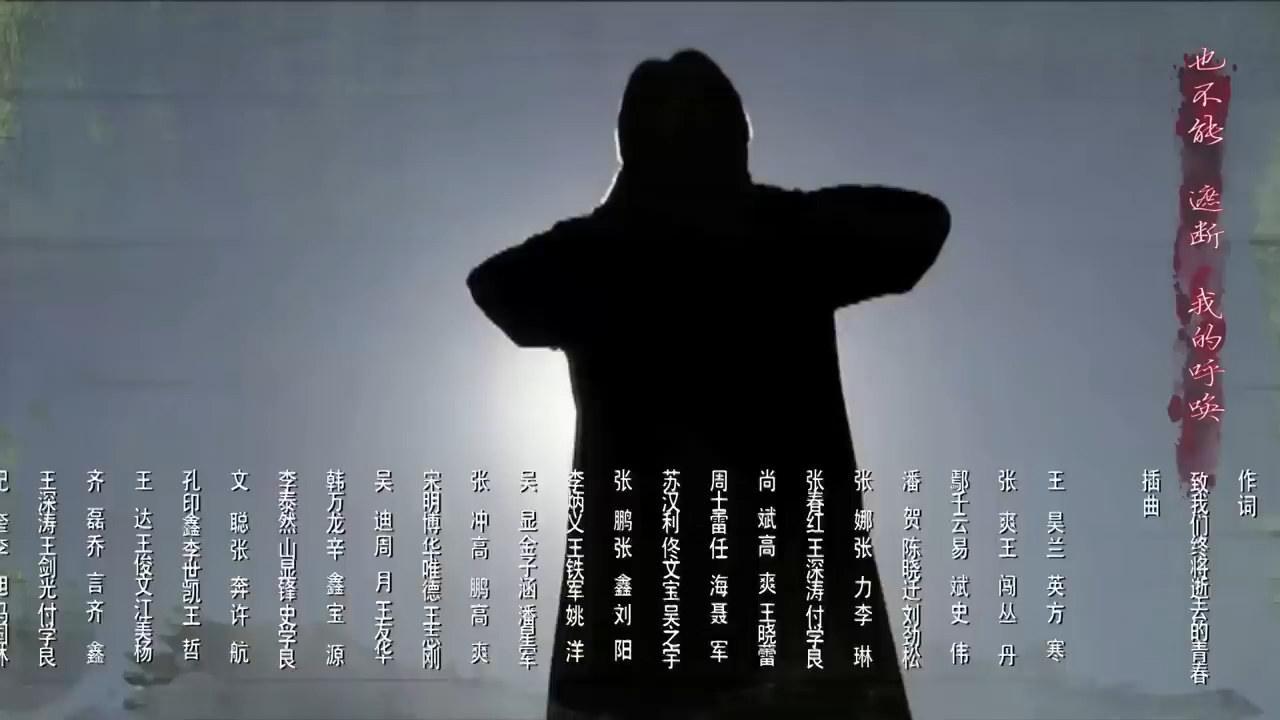 也不能 遮断 我的呼唤
作词
致我们终将逝去的青春
插曲
王昊 兰英 方寒
张爽 王闯 丛丹
鄢千云 易斌 史伟
潘贺 陈晓迁 刘劲松
张娜 张力 李琳
张春红 王深涛 付学良
尚斌 高爽 王晓蕾
周士雷 任海 聂军
苏汉利 佟文宝 吴之宇
张鹏 张鑫 刘阳
李炳义 王铁军 姚洋
吴显 金子涵 潘星军
张冲 高鹏 高爽
宋明博 华唯德 王志刚
吴迪 周月 王友华
韩万龙 辛鑫 宝源
李泰然 山显锋 史学良
文聪 张奔 许航
孔印鑫 李世凯 王哲
王达 王俊文 江美杨
齐磊 乔言 齐鑫
王深涛 王剑光 付学良